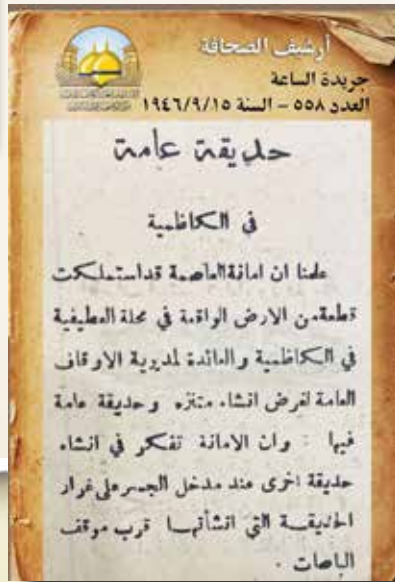 أرشيف الصحافة
جريدة الساعة
العدد ٥٥٨ – السنة ١٩٤٦/٩/١٥
حديقة عامة
في الكاظمية
علمنا ان امانة العاصمة قد استملكت
قطعة من الارض الواقعة في محلة العطيفية
في الكاظمية والعائدة لمديرية الاوقاف
العامة لغرض انشاء متنزه وحديقة عامة
فيها . وان الامانة تفكر في انشاء
حديقة اخرى عند مدخل الجسر على غرار
الحديقة التي انشأتها قرب موقف
الباصات .